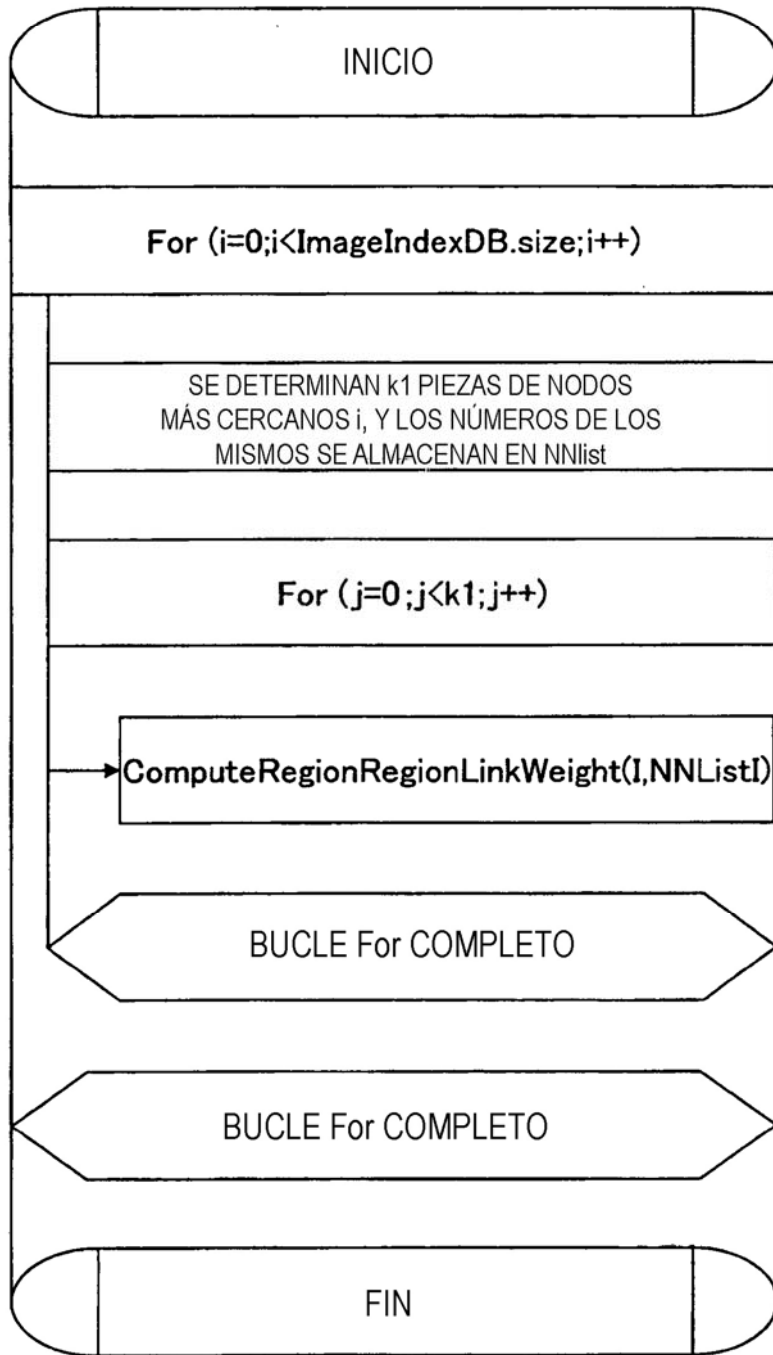 INICIO
For (i=0;i<ImageIndexDB.size;i++)
SE DETERMINAN k1 PIEZAS DE NODOS
MÁS CERCANOS i, Y LOS NÚMEROS DE LOS
MISMOS SE ALMACENAN EN NNlist
For (j=0;j<k1;j++)
ComputeRegionRegionLinkWeight(I,NNListI)
BUCLE For COMPLETO
BUCLE For COMPLETO
FIN